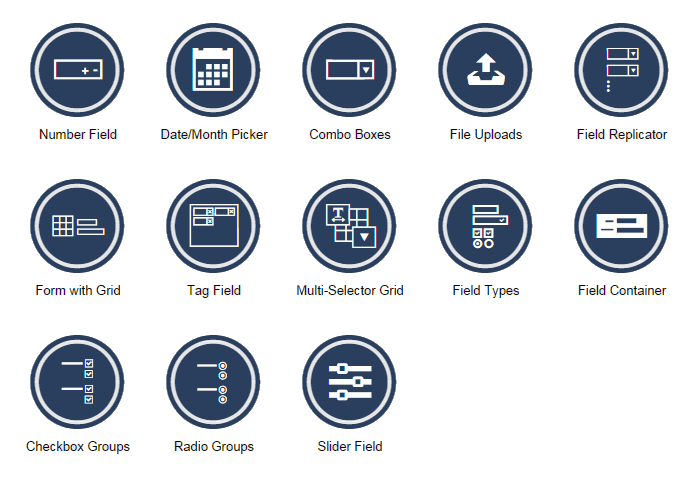 Number Field
Date/Month Picker
Combo Boxes
File Uploads
Field Replicator
Form with Grid
Tag Field
T
Multi-Selector Grid
Field Types
Field Container
Checkbox Groups
Radio Groups
Slider Field